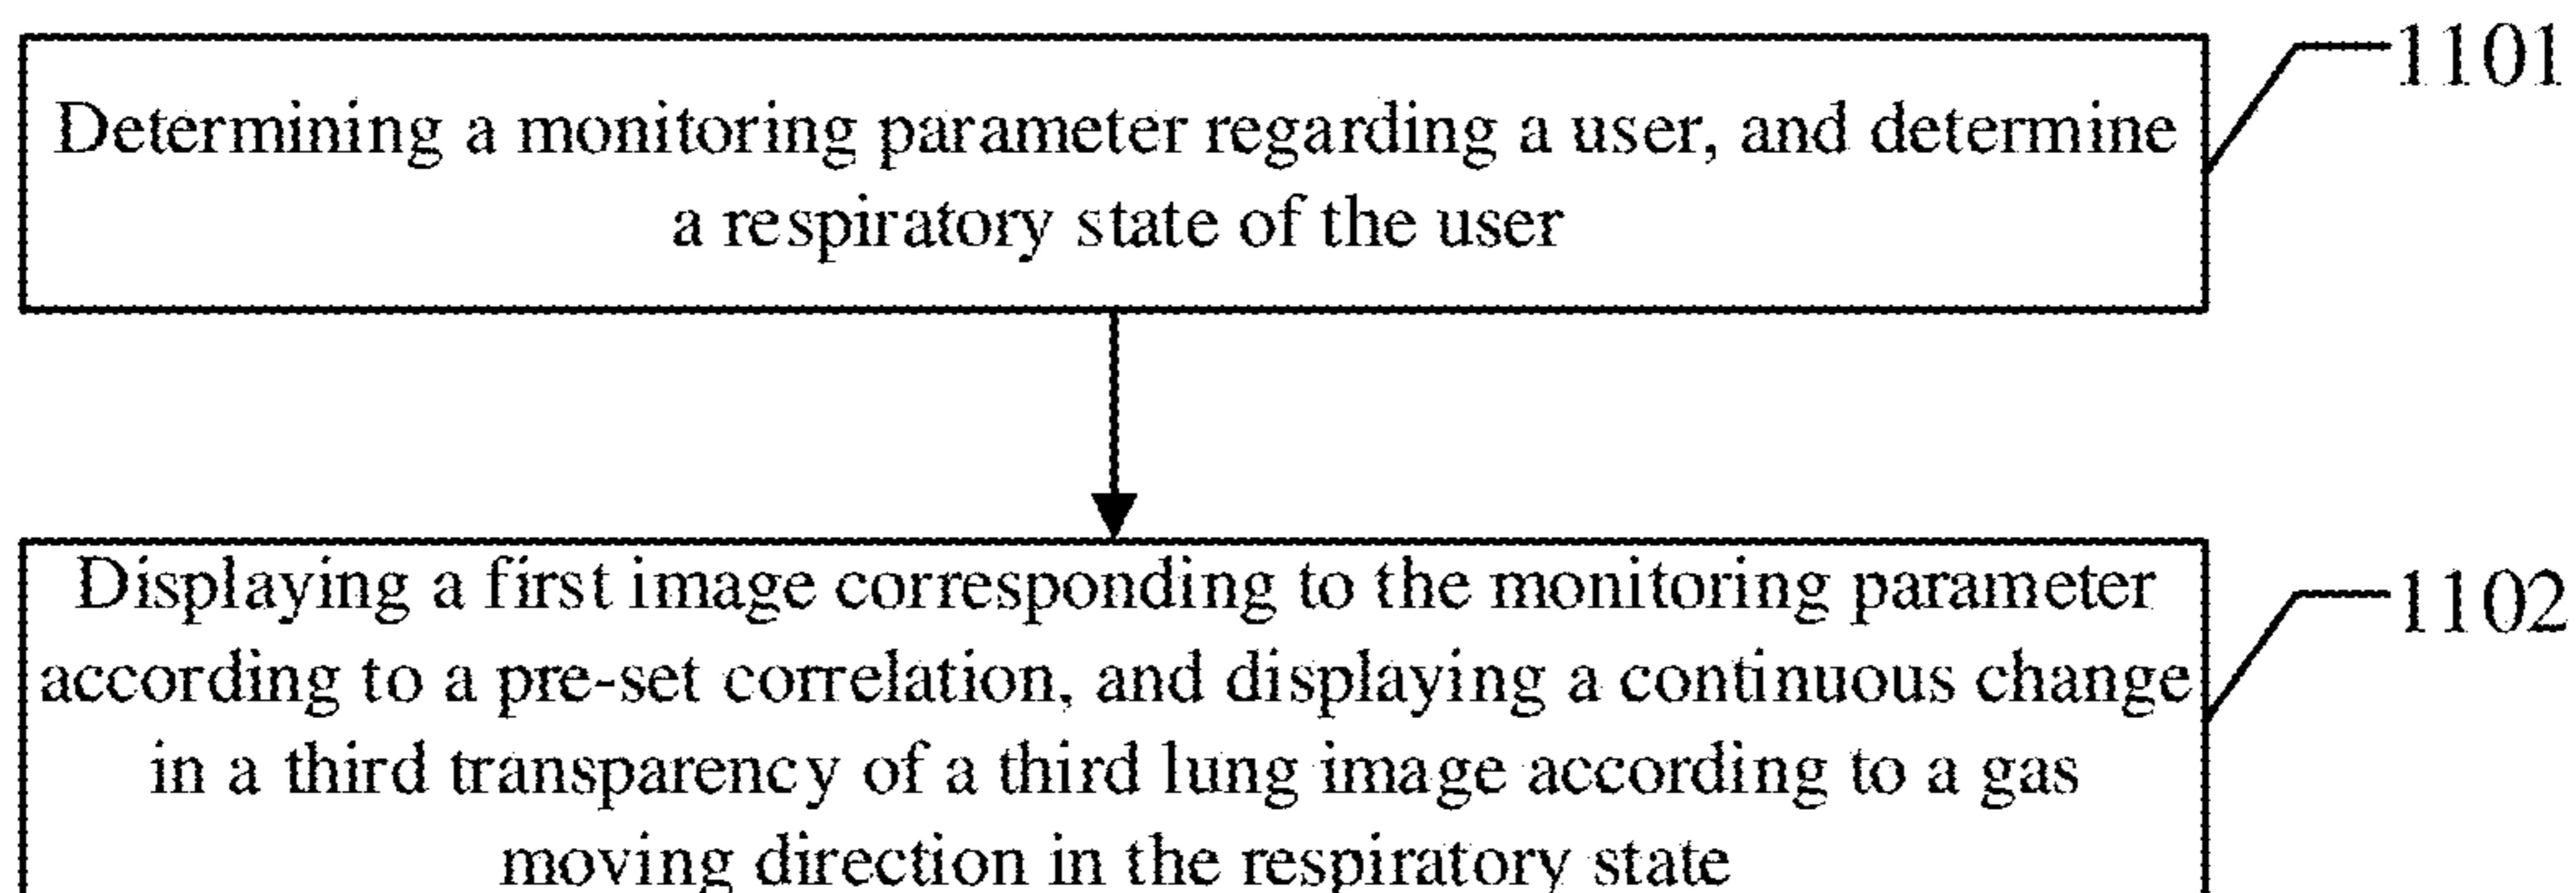 1101
Determining a monitoring parameter regarding a user, and determine
a respiratory state of the user
Displaying a first image corresponding to the monitoring parameter
1102
according to a pre-set correlation, and displaying a continuous change
in a third transparency of a third lung image according to a gas
moving direction in the respiratory state